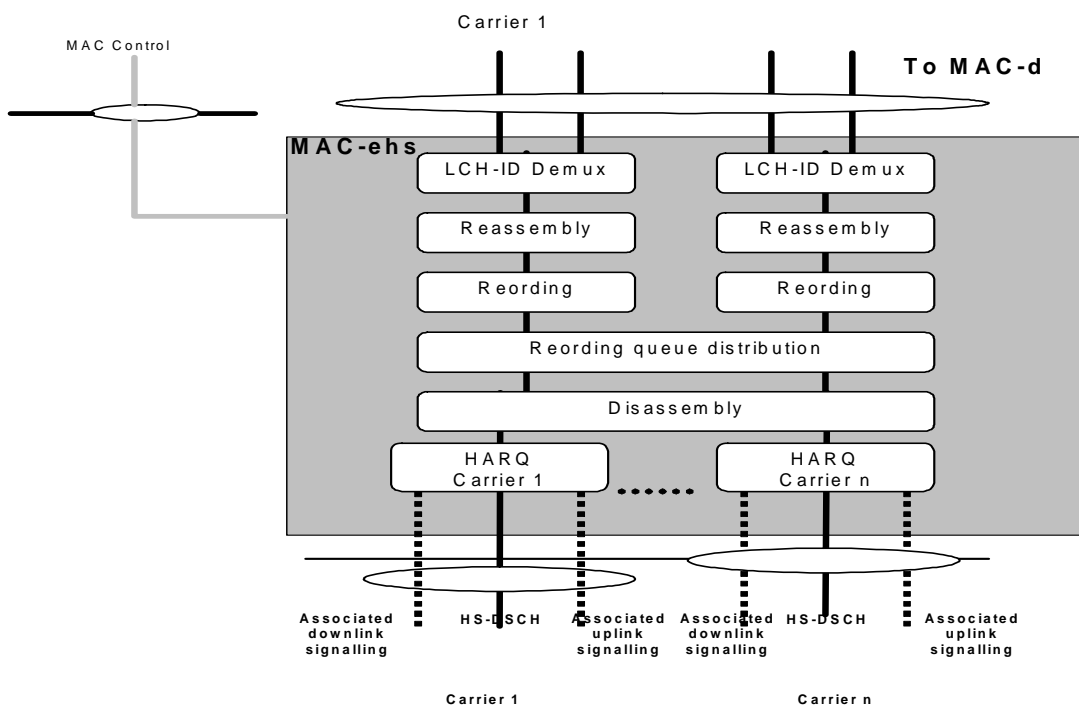 Carrier 1
MAC Control
To MAC-d
MAC-ehs
LCH-ID Demux
LCH-ID Demux
Reassembly
Reassembly
Reording
Reording
Reording queue distribution
Disassembly
HARQ
Carrier 1
HARQ
Carrier n
Associated
downlink
signalling
HS-DSCH
Associated
uplink
signalling
Associated
downlink
signalling
HS-DSCH
Associated
uplink
signalling
Carrier 1
Carrier n